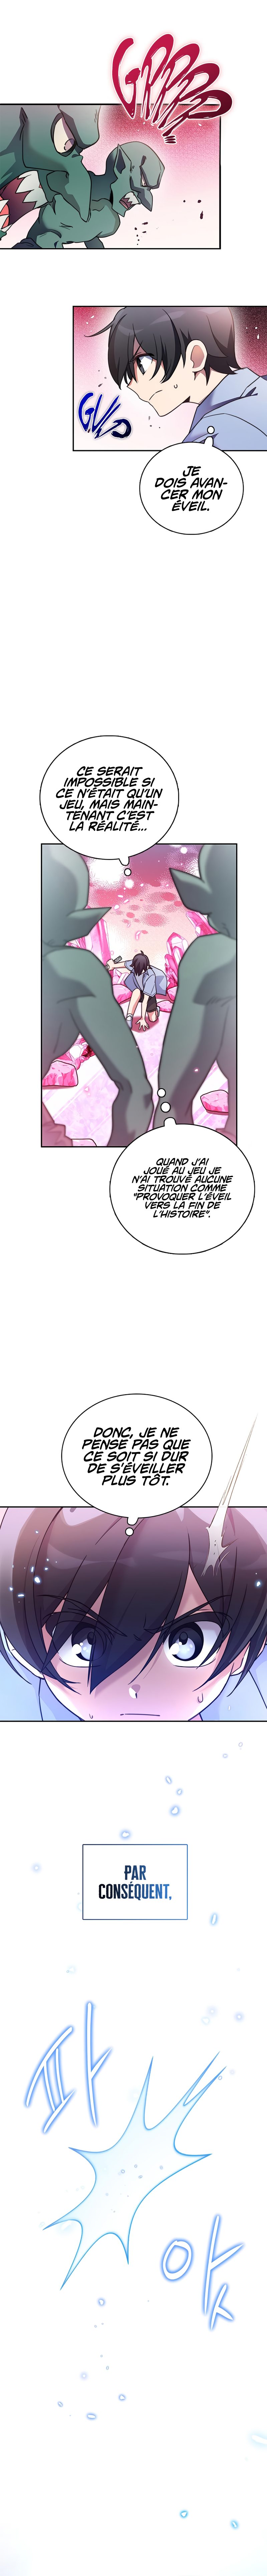 GRRRR
GULP
JE
DOIS AVAN-
CER MON
ÉVEIL.
CE SERAIT
IMPOSSIBLE SI
CE N'ÉTAIT QU'UN
JEU, MAIS MAIN-
TENANT C'EST
LA RÉALITÉ...
QUAND J'AI
JOUÉ AU JEU JE
N'AI TROUVÉ AUCUNE
SITUATION COMME
"PROVOQUER L'ÉVEIL
VERS LA FIN DE
L'HISTOIRE".
DONC, JE NE
PENSE PAS QUE
CE SOIT SI DUR
DE S'ÉVEILLER
PLUS TÔT.
PAR
CONSÉQUENT,
파
아